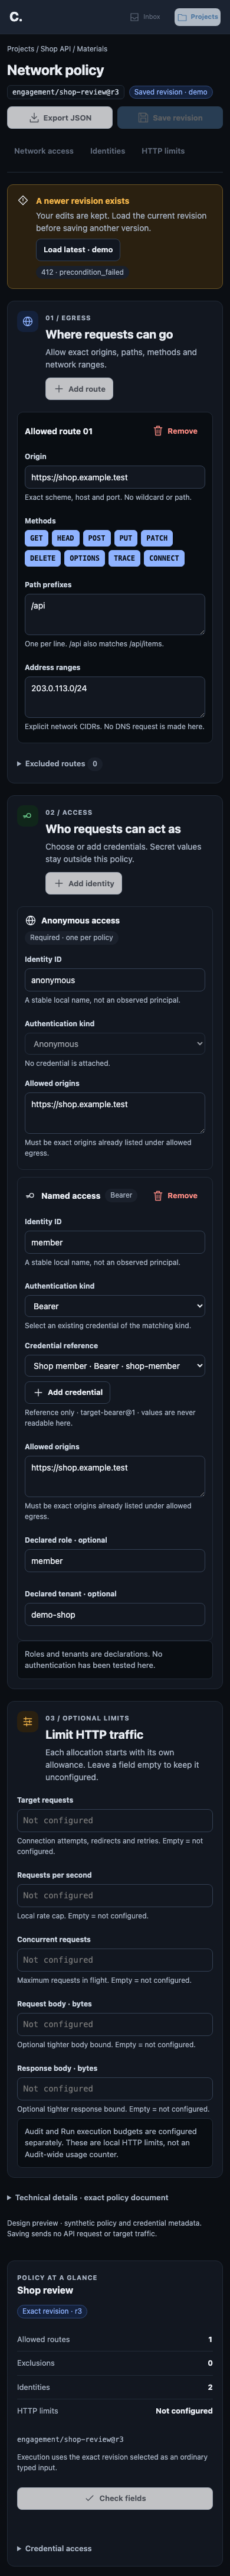 C.
Inbox
Projects
Projects / Shop API / Materials
Network policy
engagement/shop-review@r3
Saved revision · demo
Export JSON
Save revision
Network access
Identities
HTTP limits
A newer revision exists
Your edits are kept. Load the current revision
before saving another version.
Load latest · demo
412 · precondition_failed
01 / EGRESS
Where requests can go
Allow exact origins, paths, methods and
network ranges.
Add route
Allowed route 01
Remove
Origin
https://shop.example.test
Exact scheme, host and port. No wildcard or path.
Methods
GET HEAD POST PUT PATCH
DELETE OPTIONS TRACE CONNECT
Path prefixes
/api
One per line. /api also matches /api/items.
Address ranges
203.0.113.0/24
Explicit network CIDRs. No DNS request is made here.
Excluded routes 0
02 / ACCESS
Who requests can act as
Choose or add credentials. Secret values
stay outside this policy.
Add identity
Anonymous access
Required · one per policy
Identity ID
anonymous
A stable local name, not an observed principal.
Authentication kind
Anonymous
No credential is attached.
Allowed origins
https://shop.example.test
Must be exact origins already listed under allowed
egress.
Named access
Bearer
Remove
Identity ID
member
A stable local name, not an observed principal.
Authentication kind
Bearer
Select an existing credential of the matching kind.
Credential reference
Shop member · Bearer · shop-member
Add credential
Reference only · target-bearer@1 · values are never
readable here.
Allowed origins
https://shop.example.test
Must be exact origins already listed under allowed
egress.
Declared role · optional
member
Declared tenant · optional
demo-shop
Roles and tenants are declarations. No
authentication has been tested here.
03 / OPTIONAL LIMITS
Limit HTTP traffic
Each allocation starts with its own
allowance. Leave a field empty to keep it
unconfigured.
Target requests
Not configured
Connection attempts, redirects and retries. Empty = not
configured.
Requests per second
Not configured
Local rate cap. Empty = not configured.
Concurrent requests
Not configured
Maximum requests in flight. Empty = not configured.
Request body · bytes
Not configured
Optional tighter body bound. Empty = not configured.
Response body · bytes
Not configured
Optional tighter response bound. Empty = not configured.
Audit and Run execution budgets are configured
separately. These are local HTTP limits, not an
Audit-wide usage counter.
Technical details · exact policy document
Design preview · synthetic policy and credential metadata.
Saving sends no API request or target traffic.
POLICY AT A GLANCE
Shop review
Exact revision · r3
Allowed routes 1
Exclusions 0
Identities 2
HTTP limits Not configured
engagement/shop-review@r3
Execution uses the exact revision selected as an ordinary
typed input.
Check fields
Credential access